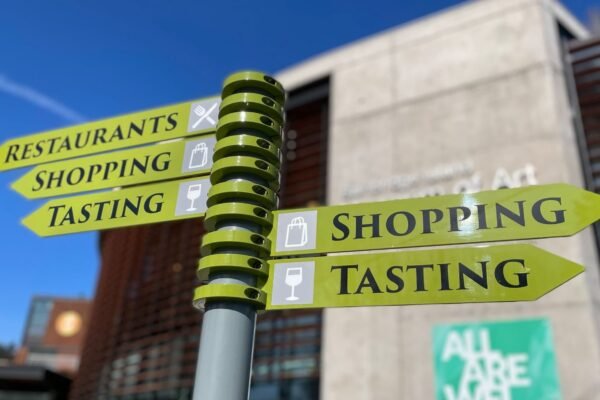 RESTAURANTS
SHOPPING
TASTING
SHOPPING
TASTING
of Art
ALL
ARE